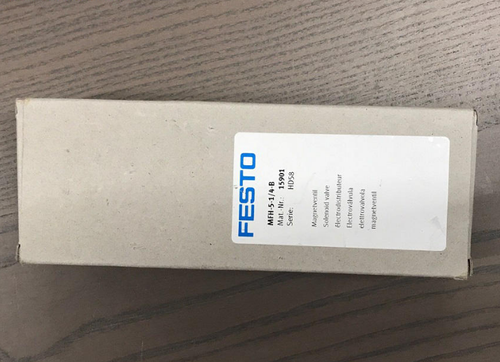 FESTO
MFH-5-1/4-B
Mat. Nr.: 15901
Serie: HD58
Magnetventil
Solenoid valve
Electrodistributeur
Electroválvula
elettrovalvola
magnetventil